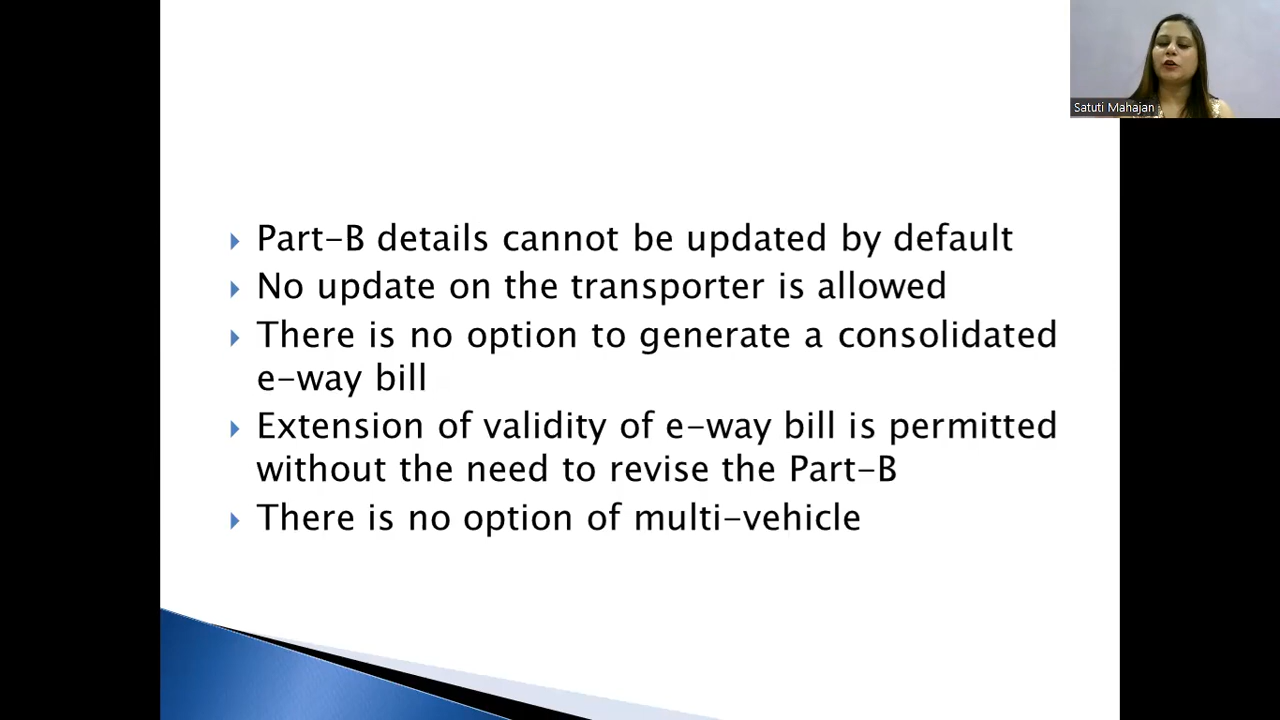 Satuti Mahajan
Part-B details cannot be updated by default
No update on the transporter is allowed
There is no option to generate a consolidated
e-way bill
Extension of validity of e-way bill is permitted
without the need to revise the Part-B
There is no option of multi-vehicle